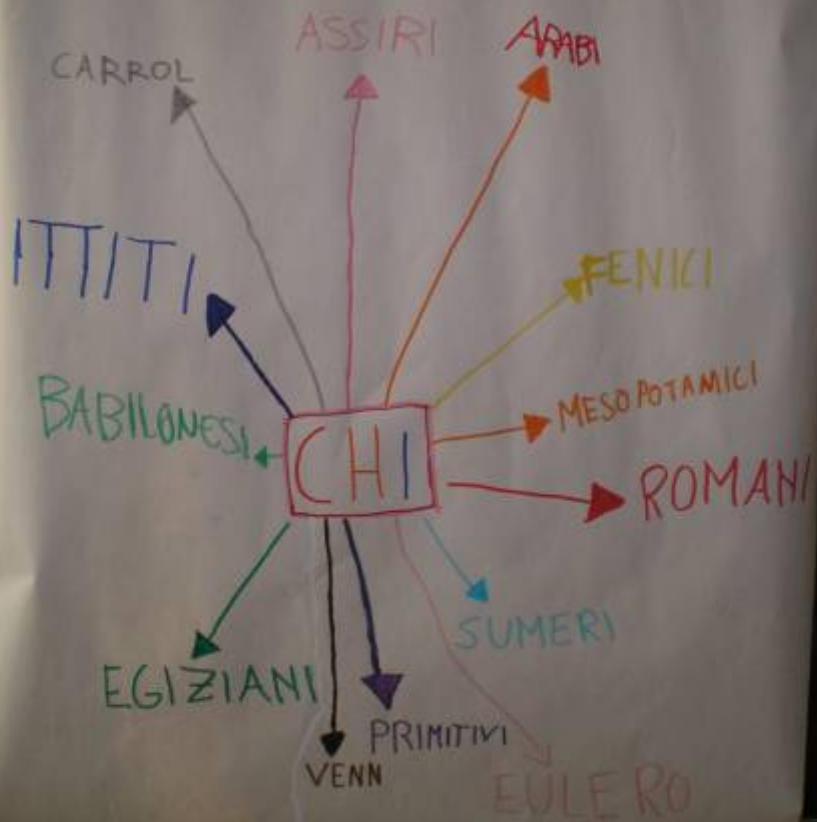 ASSIRI
ARABI
CARROL
ITTITI
FENICI
BABILONESI
MESOPOTAMICI
CHI
ROMANI
SUMERI
EGIZIANI
PRIMITIVI
VENN
EULERO